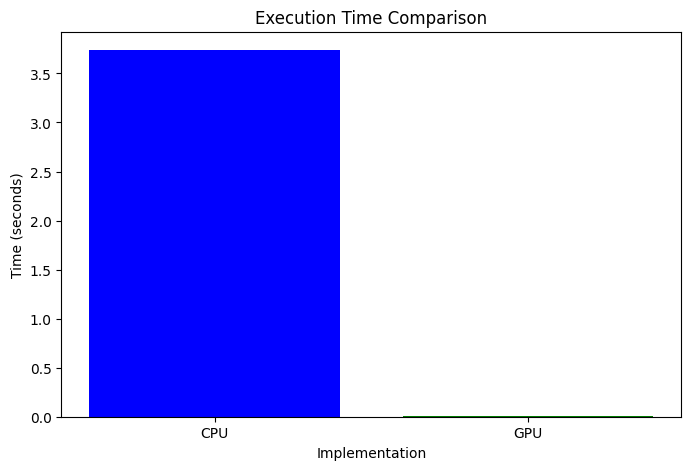 Execution Time Comparison
Time (seconds)
3.5
3.0
2.5
2.0
1.5
1.0
0.5
0.0
CPU GPU
Implementation